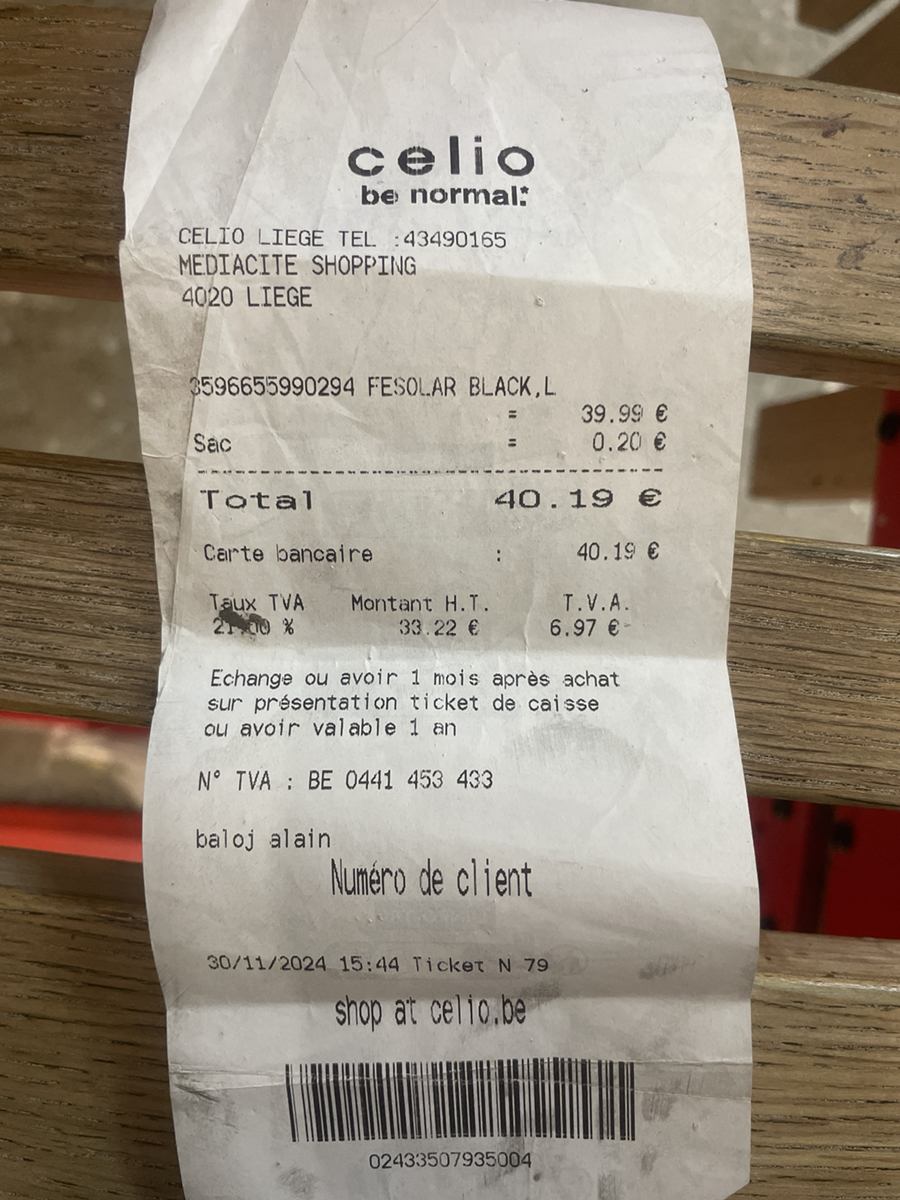 celio
be normal:*
CELIO LIEGE TEL :43490165
MEDIACITE SHOPPING
4020 LIEGE
3596655990294 FESOLAR BLACK,L
= 39.99 €
Sac = 0.20 €
Total 40.19 €
Carte bancaire : 40.19 €
Taux TVA Montant H.T. T.V.A.
21.00 % 33.22 € 6.97 €
Echange ou avoir 1 mois après achat
sur présentation ticket de caisse
ou avoir valable 1 an
N° TVA : BE 0441 453 433
baloj alain
Numéro de client
30/11/2024 15:44 Ticket N 79
shop at celio.be
02433507935004